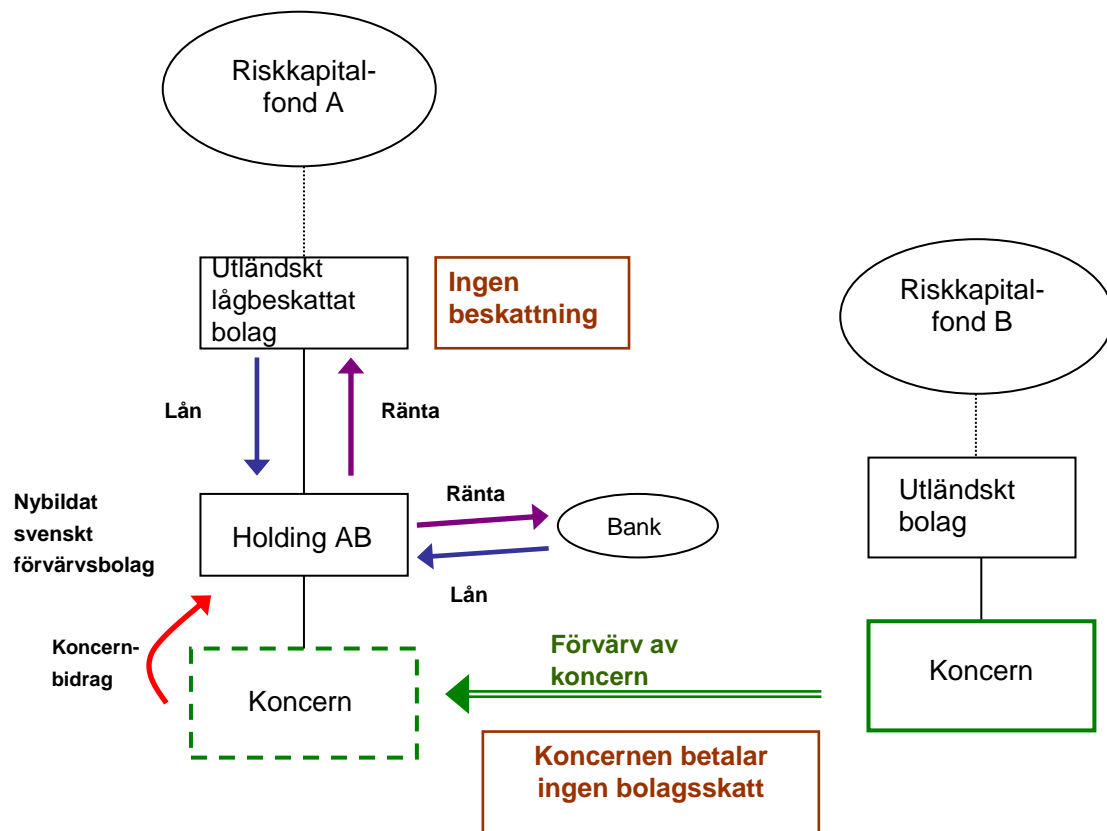 Riskkapital-
fond A
Utländskt
lågbeskattat
bolag
Ingen
beskattning
Riskkapital-
fond B
Lån
Ränta
Utländskt
bolag
Nybildat
svenskt
förvärvsbolag
Holding AB
Ränta
Bank
Lån
Koncern-
bidrag
Koncern
Förvärv av
koncern
Koncern
Koncernen betalar
ingen bolagsskatt